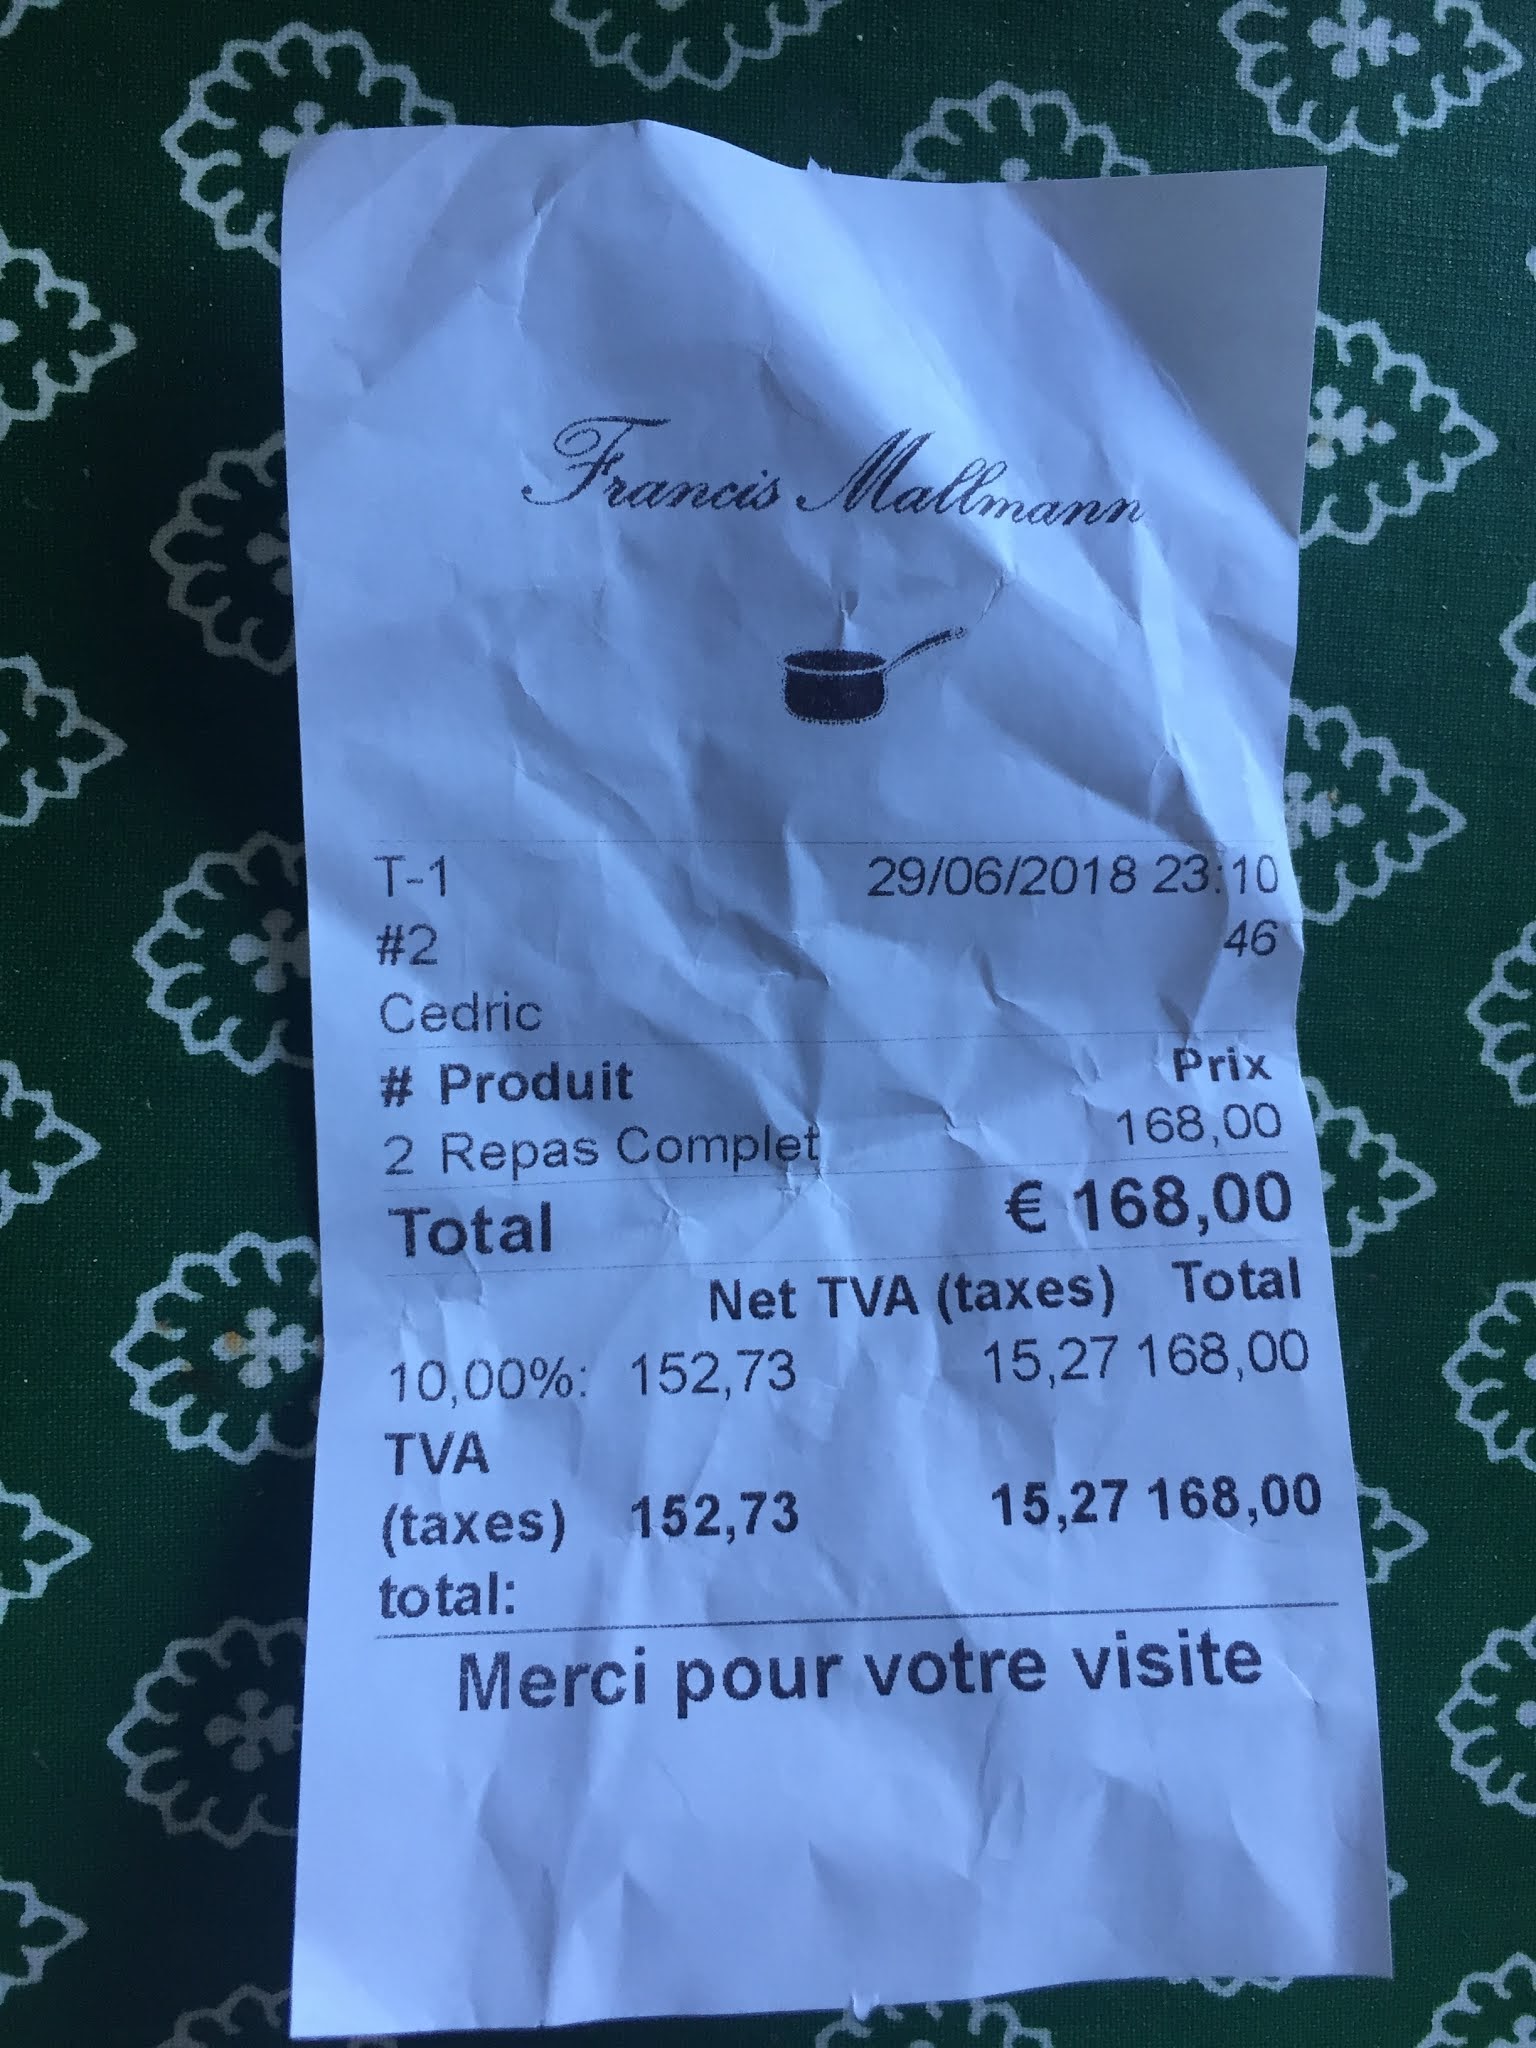 Francis Mallmann
T-1 29/06/2018 23:10
#2 46
Cedric
# Produit Prix
2 Repas Complet 168,00
Total € 168,00
Net TVA (taxes) Total
10,00%: 152,73 15,27 168,00
TVA
(taxes) 152,73 15,27 168,00
total:
Merci pour votre visite